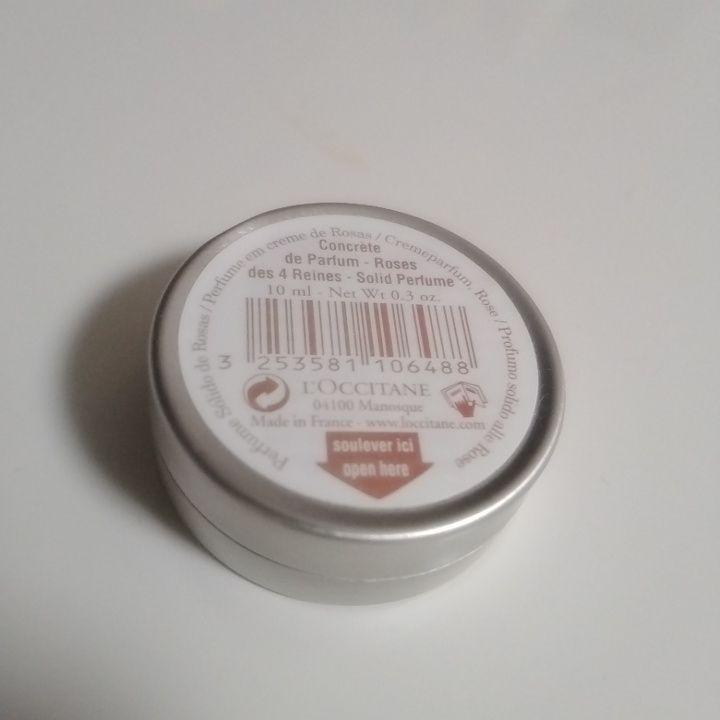 Perfume Sólido de Rosas / Perfume em creme de Rosas / Cremeparfum, Rose / Profumo solido alle Rose
Concrète
de Parfum - Roses
des 4 Reines - Solid Perfume
10 ml - Net Wt 0.3 oz.
3 253581 106488
L'OCCITANE
04100 Manosque
Made in France - www.loccitane.com
soulever ici
open here